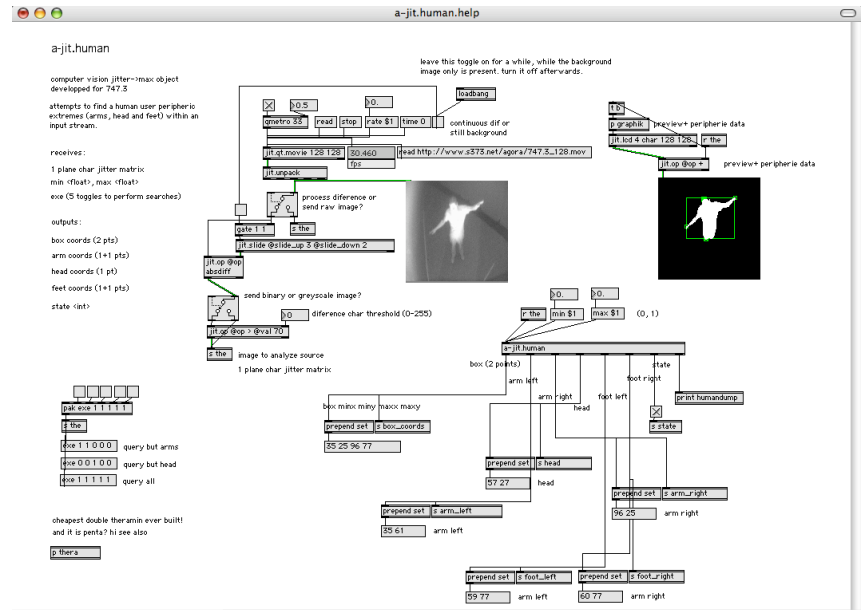 a-jit.human.help
a-jit.human
computer vision jitter->max object
developped for 747.3
attempts to find a human user peripheric
extremes (arms, head and feet) within an
input stream.
receives:
1 plane char jitter matrix
min <float>, max <float>
exe (5 toggles to perform searches)
outputs:
box coords (2 pts)
arm coords (1+1 pts)
head coords (1 pt)
feet coords (1+1 pts)
state <int>
leave this toggle on for a while, while the background
image only is present. turn it off afterwards.
loadbang
0.5
0.
qmetro 33
read
stop
rate $1
time 0
continuous dif or
still background
jit.qt.movie 128 128
30.460
fps
read http://www.s373.net/agora/747.3_128.mov
jit.unpack
process diference or
send raw image?
gate 1 1
s the
jit.slide @slide_up 3 @slide_down 2
jit.op @op
absdiff
send binary or greyscale image?
0
diference char threshold (0-255)
jit.op @op > @val 70
s the
image to analyze source
1 plane char jitter matrix
t b
p graphik
preview+ peripherie data
jit.lcd 4 char 128 128
r the
jit.op @op +
preview+ peripherie data
0.
0.
r the
min $1
max $1
(0, 1)
a-jit.human
box (2 points)
state
arm left
foot right
arm right
foot left
head
print humandump
s state
box minx miny maxx maxy
prepend set
s box_coords
35 25 96 77
prepend set
s head
57 27
head
prepend set
s arm_right
96 25
arm right
prepend set
s arm_left
35 61
arm left
prepend set
s foot_left
59 77
arm left
prepend set
s foot_right
60 77
arm right
pak exe 1 1 1 1 1
s the
exe 1 1 0 0 0
query but arms
exe 0 0 1 0 0
query but head
exe 1 1 1 1 1
query all
cheapest double theramin ever built!
and it is penta? hi see also
p thera